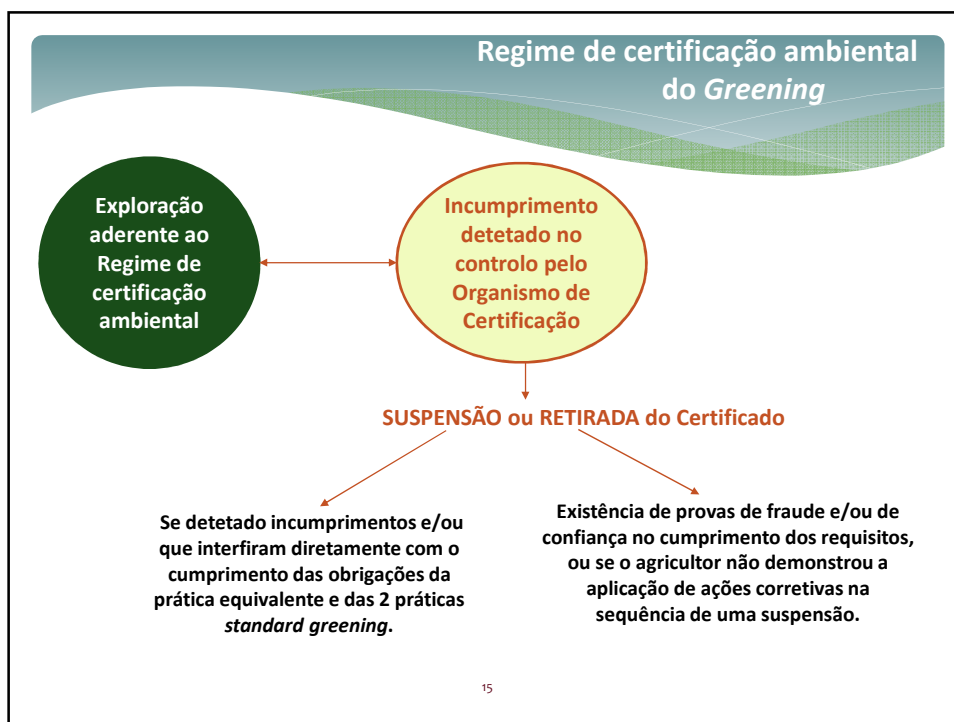 Regime de certificação ambiental
do Greening
Exploração
aderente ao
Regime de
certificação
ambiental
Incumprimento
detetado no
controlo pelo
Organismo de
Certificação
SUSPENSÃO ou RETIRADA do Certificado
Se detetado incumprimentos e/ou
que interfiram diretamente com o
cumprimento das obrigações da
prática equivalente e das 2 práticas
standard greening.
Existência de provas de fraude e/ou de
confiança no cumprimento dos requisitos,
ou se o agricultor não demonstrou a
aplicação de ações corretivas na
sequência de uma suspensão.
15